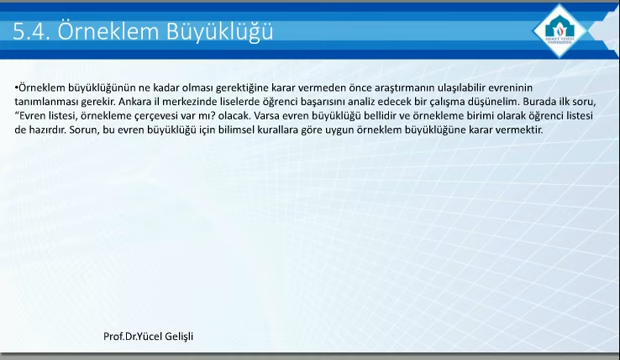 5.4. Örneklem Büyüklüğü
•Örneklem büyüklüğünün ne kadar olması gerektiğine karar vermeden önce araştırmanın ulaşılabilir evreninin
tanımlanması gerekir. Ankara il merkezinde liselerde öğrenci başarısını analiz edecek bir çalışma düşünelim. Burada ilk soru,
"Evren listesi, örnekleme çerçevesi var mı? olacak. Varsa evren büyüklüğü bellidir ve örnekleme birimi olarak öğrenci listesi
de hazırdır. Sorun, bu evren büyüklüğü için bilimsel kurallara göre uygun örneklem büyüklüğüne karar vermektir.
Prof.Dr.Yücel Gelişli